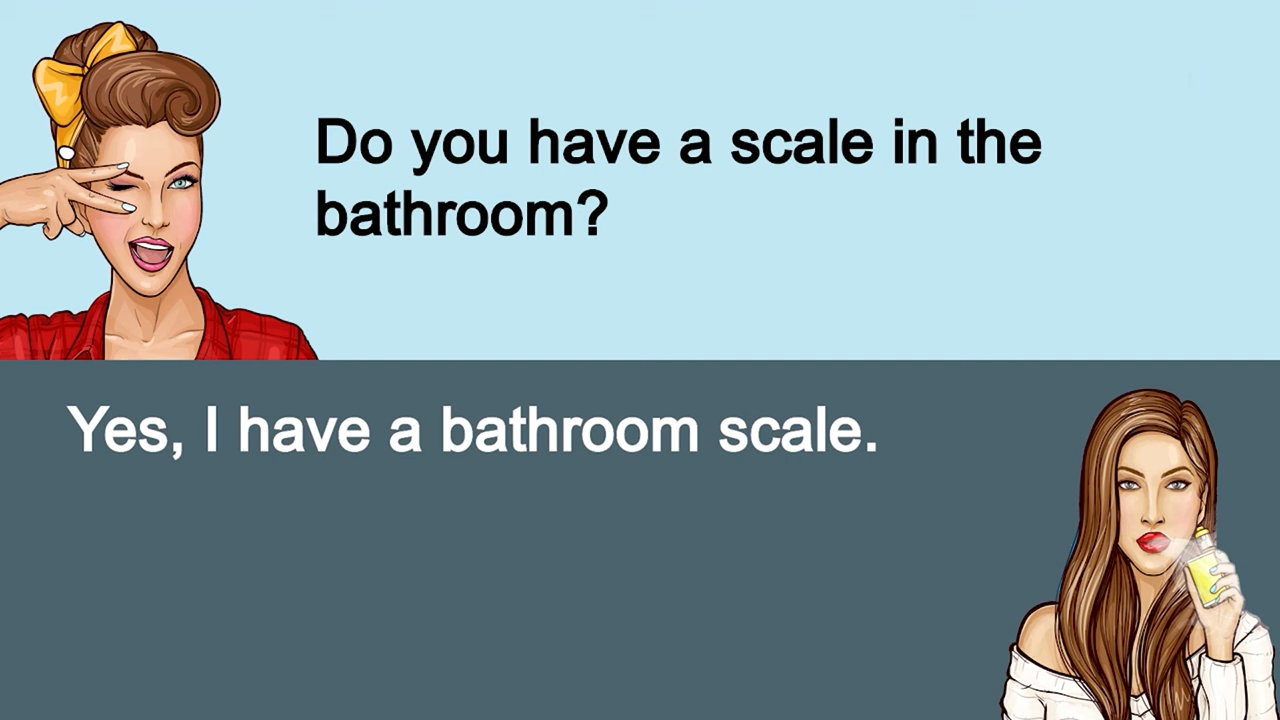 Do you have a scale in the
bathroom?
Yes, I have a bathroom scale.